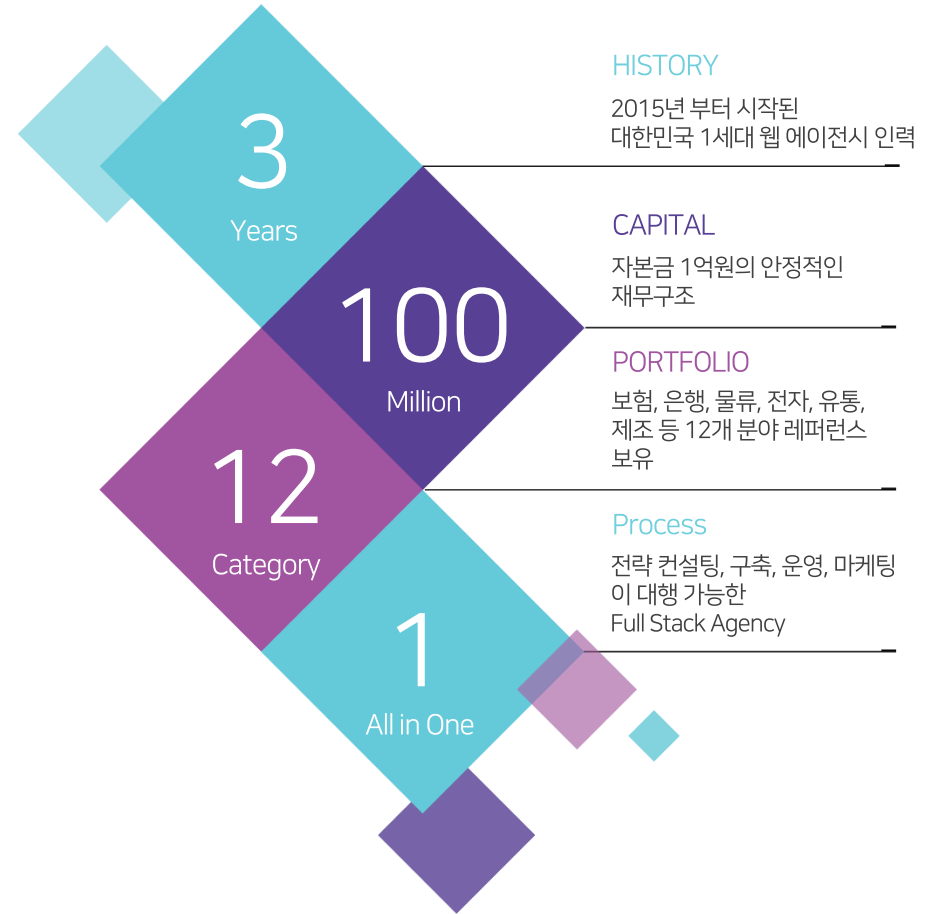 3
Years
HISTORY
2015년 부터 시작된
대한민국 1세대 웹 에이전시 인력
100
Million
CAPITAL
자본금 1억원의 안정적인
재무구조
12
Category
PORTFOLIO
보험, 은행, 물류, 전자, 유통,
제조 등 12개 분야 레퍼런스
보유
1
All in One
Process
전략 컨설팅, 구축, 운영, 마케팅
이 대행 가능한
Full Stack Agency